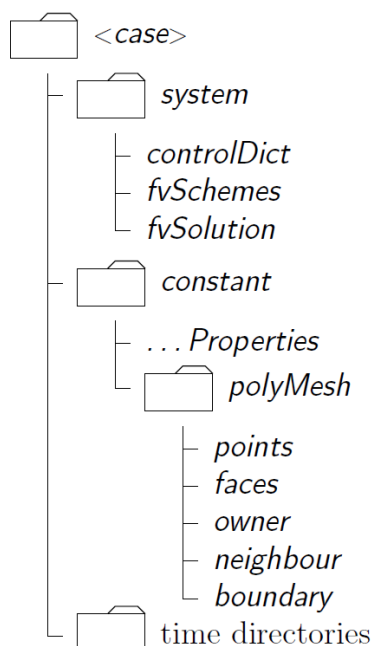 <case>
system
controlDict
fvSchemes
fvSolution
constant
...Properties
polyMesh
points
faces
owner
neighbour
boundary
time directories